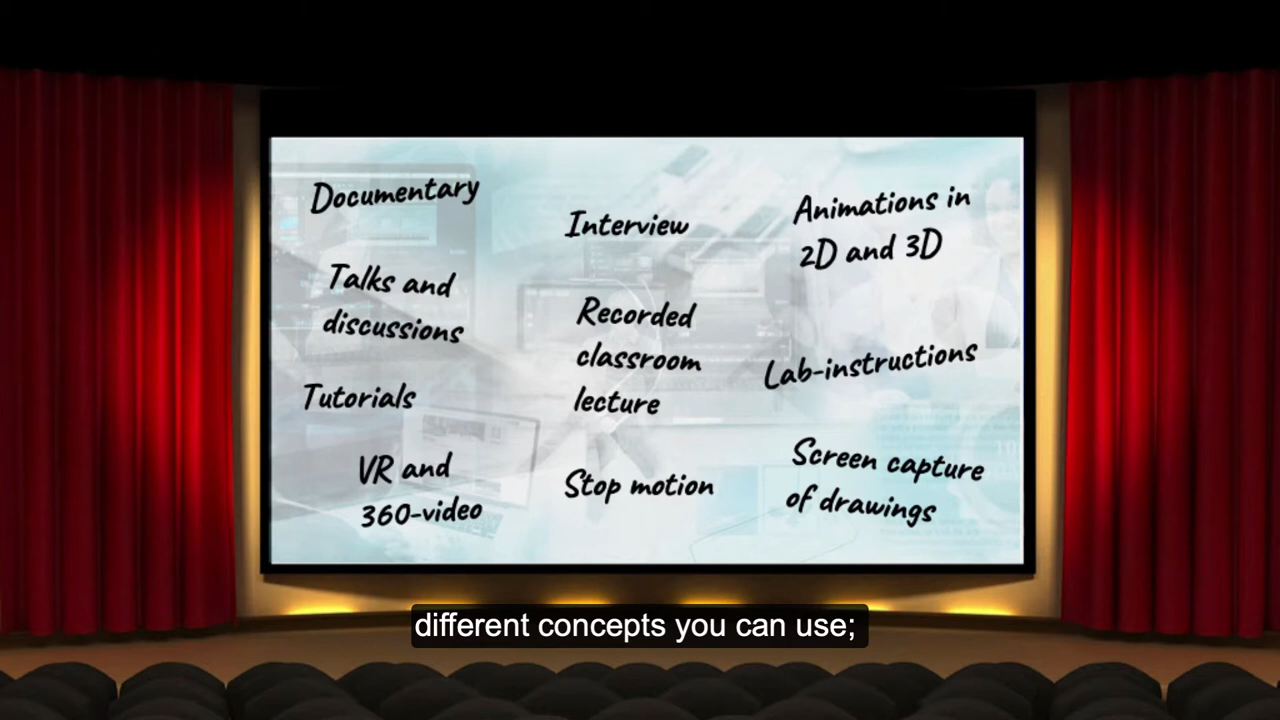 Documentary
Talks and
discussions
Tutorials
VR and
360-video
Interview
Recorded
classroom
lecture
Stop motion
Animations in
2D and 3D
Lab-instructions
Screen capture
of drawings
different concepts you can use;